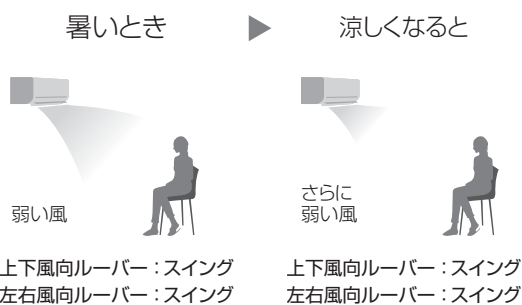 暑いとき
涼しくなると
弱い風
さらに
弱い風
上下風向ルーバー：スイング
左右風向ルーバー：スイング
上下風向ルーバー：スイング
左右風向ルーバー：スイング